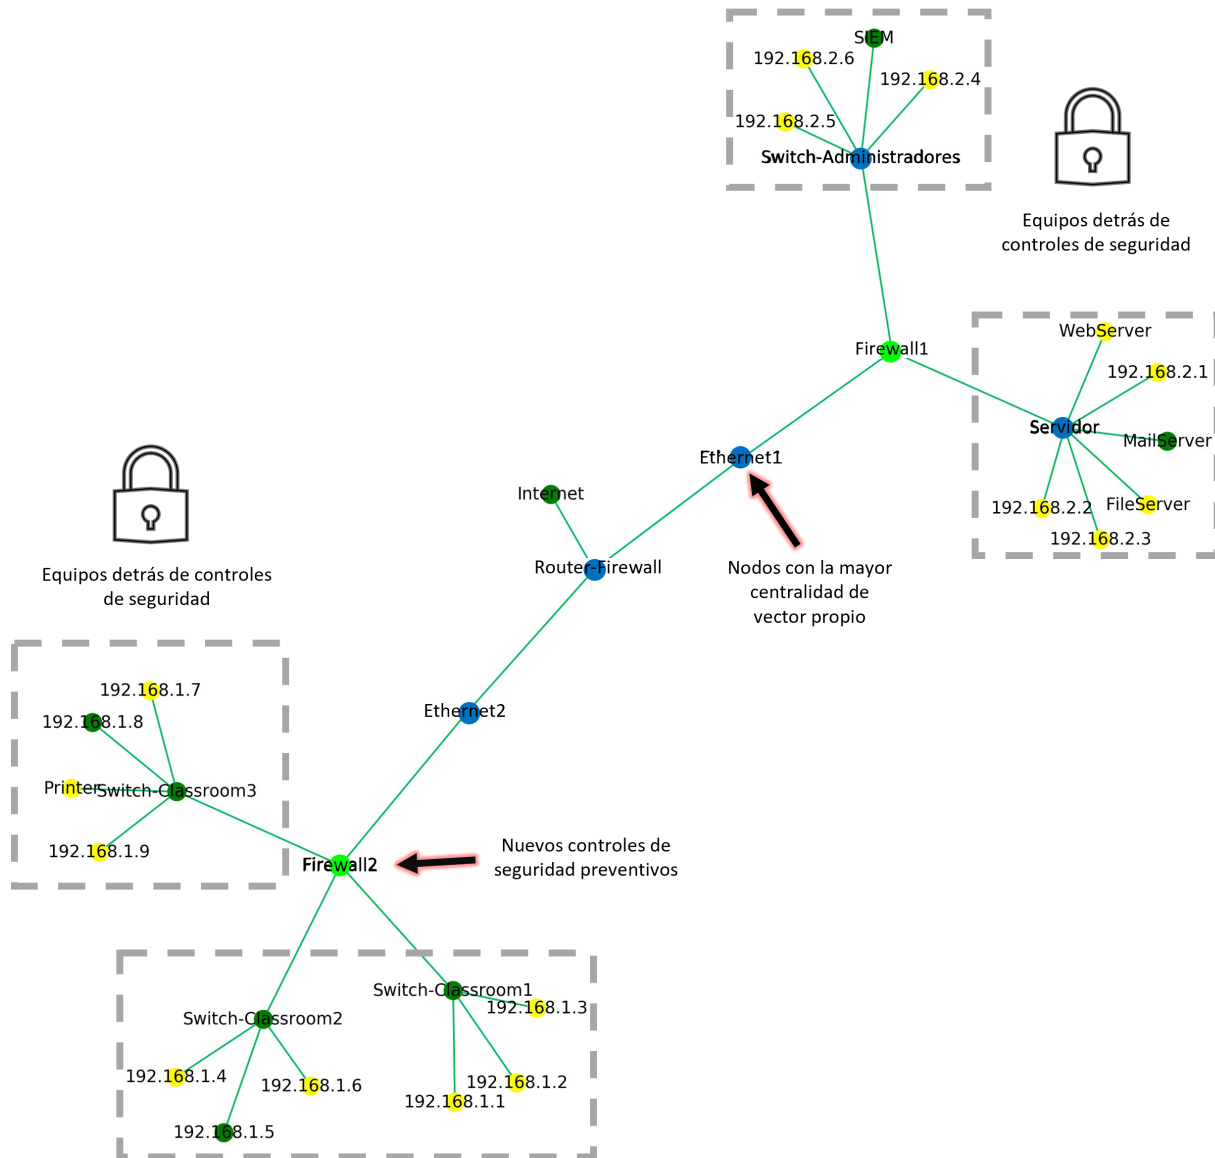 SIEM
192.168.2.6
192.168.2.4
192.168.2.5
Switch-Administradores
Equipos detrás de
controles de seguridad
Firewall1
WebServer
192.168.2.1
Servidor
MailServer
192.168.2.2
FileServer
192.168.2.3
Ethernet1
Internet
Router-Firewall
Nodos con la mayor
centralidad de
vector propio
Equipos detrás de controles
de seguridad
192.168.1.7
192.168.1.8
Printer
Switch-Classroom3
192.168.1.9
Ethernet2
Firewall2
Nuevos controles de
seguridad preventivos
Switch-Classroom1
192.168.1.3
Switch-Classroom2
192.168.1.4
192.168.1.6
192.168.1.2
192.168.1.1
192.168.1.5